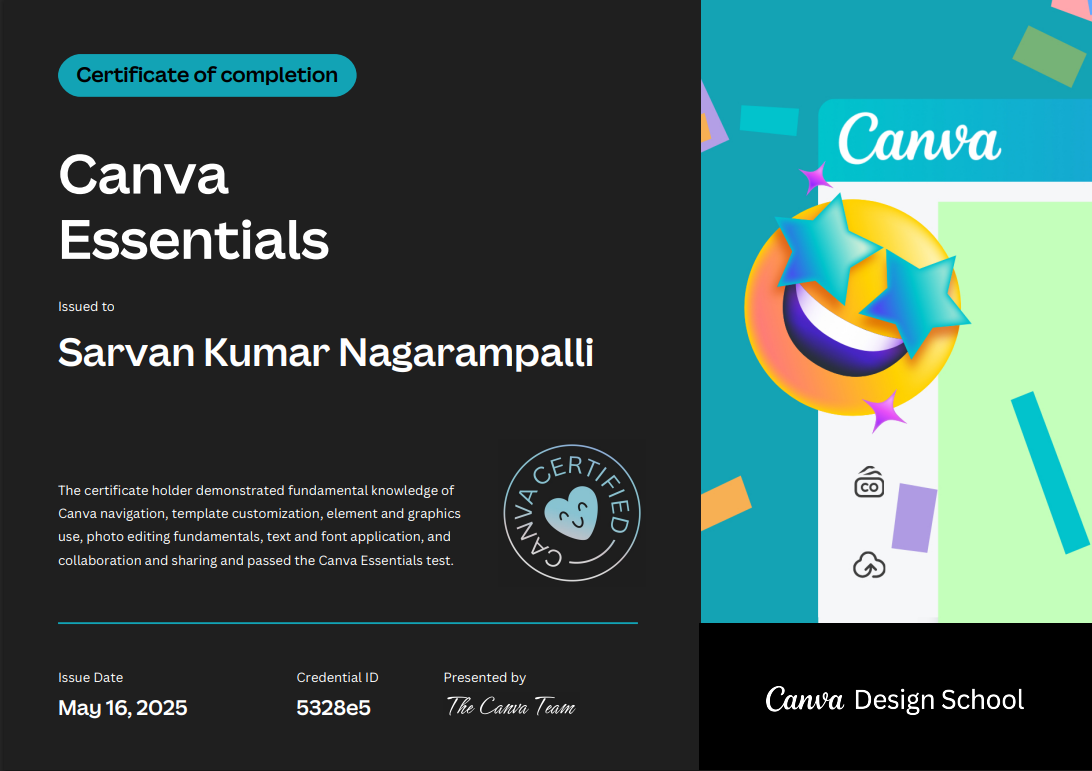 Certificate of completion
Canva
Essentials
Issued to
Sarvan Kumar Nagarampalli
The certificate holder demonstrated fundamental knowledge of
Canva navigation, template customization, element and graphics
use, photo editing fundamentals, text and font application, and
collaboration and sharing and passed the Canva Essentials test.
CANVA CERTIFIED
Issue Date
May 16, 2025
Credential ID
5328e5
Presented by
The Canva Team
Canva
CO
Canva Design School